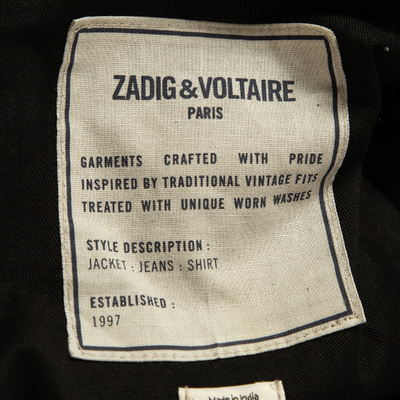 ZADIG & VOLTAIRE
PARIS
GARMENTS CRAFTED WITH PRIDE
INSPIRED BY TRADITIONAL VINTAGE FITS
TREATED WITH UNIQUE WORN WASHES
STYLE DESCRIPTION :
JACKET : JEANS : SHIRT
ESTABLISHED :
1997
Made in India